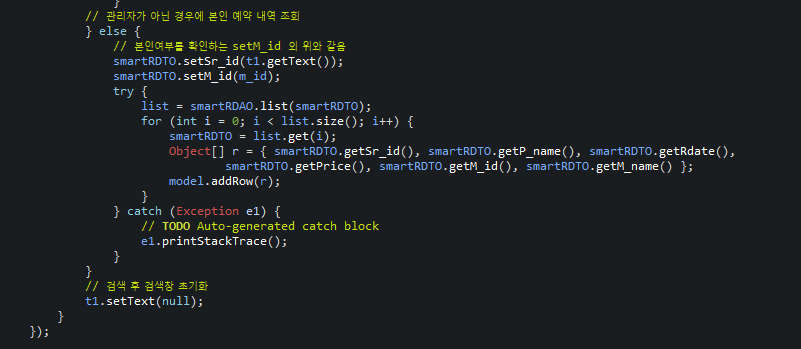 }
// 관리자가 아닌 경우에 본인 예약 내역 조회
} else {
// 본인여부를 확인하는 setM_id 외 위와 같음
smartRDTO.setSr_id(t1.getText());
smartRDTO.setM_id(m_id);
try {
list = smartRDAO.list(smartRDTO);
for (int i = 0; i < list.size(); i++) {
smartRDTO = list.get(i);
Object[] r = { smartRDTO.getSr_id(), smartRDTO.getP_name(), smartRDTO.getRdate(),
smartRDTO.getPrice(), smartRDTO.getM_id(), smartRDTO.getM_name() };
model.addRow(r);
}
} catch (Exception e1) {
// TODO Auto-generated catch block
e1.printStackTrace();
}
}
// 검색 후 검색창 초기화
t1.setText(null);
}
});